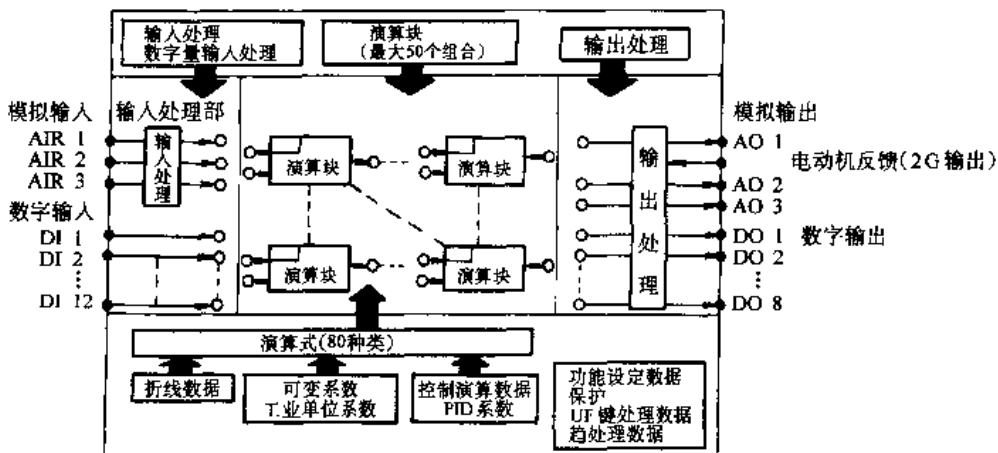 输入处理
数字量输入处理
演算块
(最大50个组合)
输出处理
模拟输入
输入处理部
AIR 1
AIR 2
AIR 3
输入处理
数字输入
DI 1
DI 2
⋮
DI 12
演算块
演算块
演算块
演算块
输出处理
模拟输出
AO 1
电动机反馈(2G输出)
AO 2
AO 3
DO 1 数字输出
DO 2
⋮
DO 8
演算式(80种类)
折线数据
可变系数
工业单位系数
控制演算数据
PID 系数
功能设定数据
保护
UF 键处理数据
趋处理数据